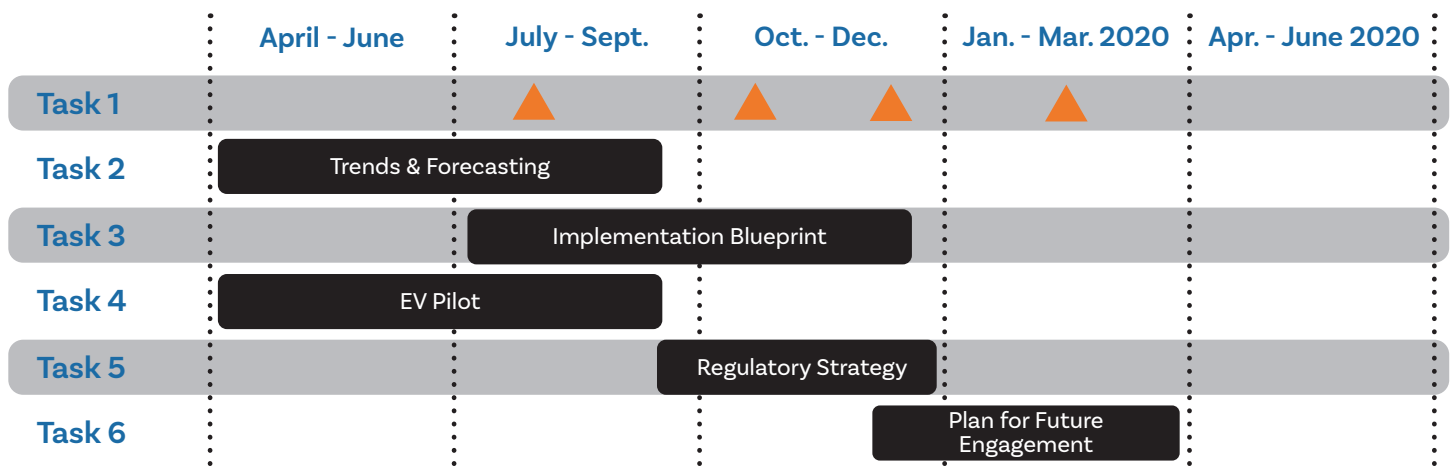 April - June
July - Sept.
Oct. - Dec.
Jan. - Mar. 2020
Apr. - June 2020
Task 1
Task 2
Trends & Forecasting
Task 3
Implementation Blueprint
Task 4
EV Pilot
Task 5
Regulatory Strategy
Task 6
Plan for Future
Engagement